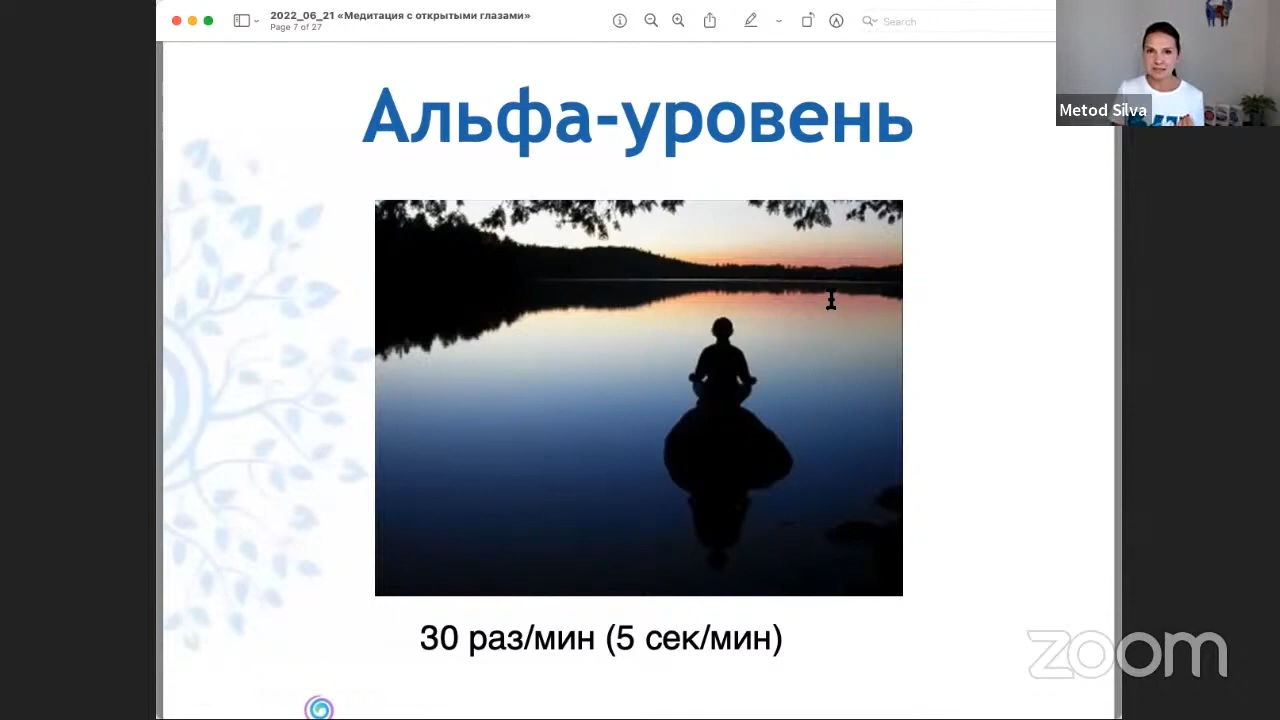 2022_06_21 «Медитация с открытыми глазами»
Page 7 of 27
Search
Metod Silva
Альфа-уровень
30 раз/мин (5 сек/мин)
zoom